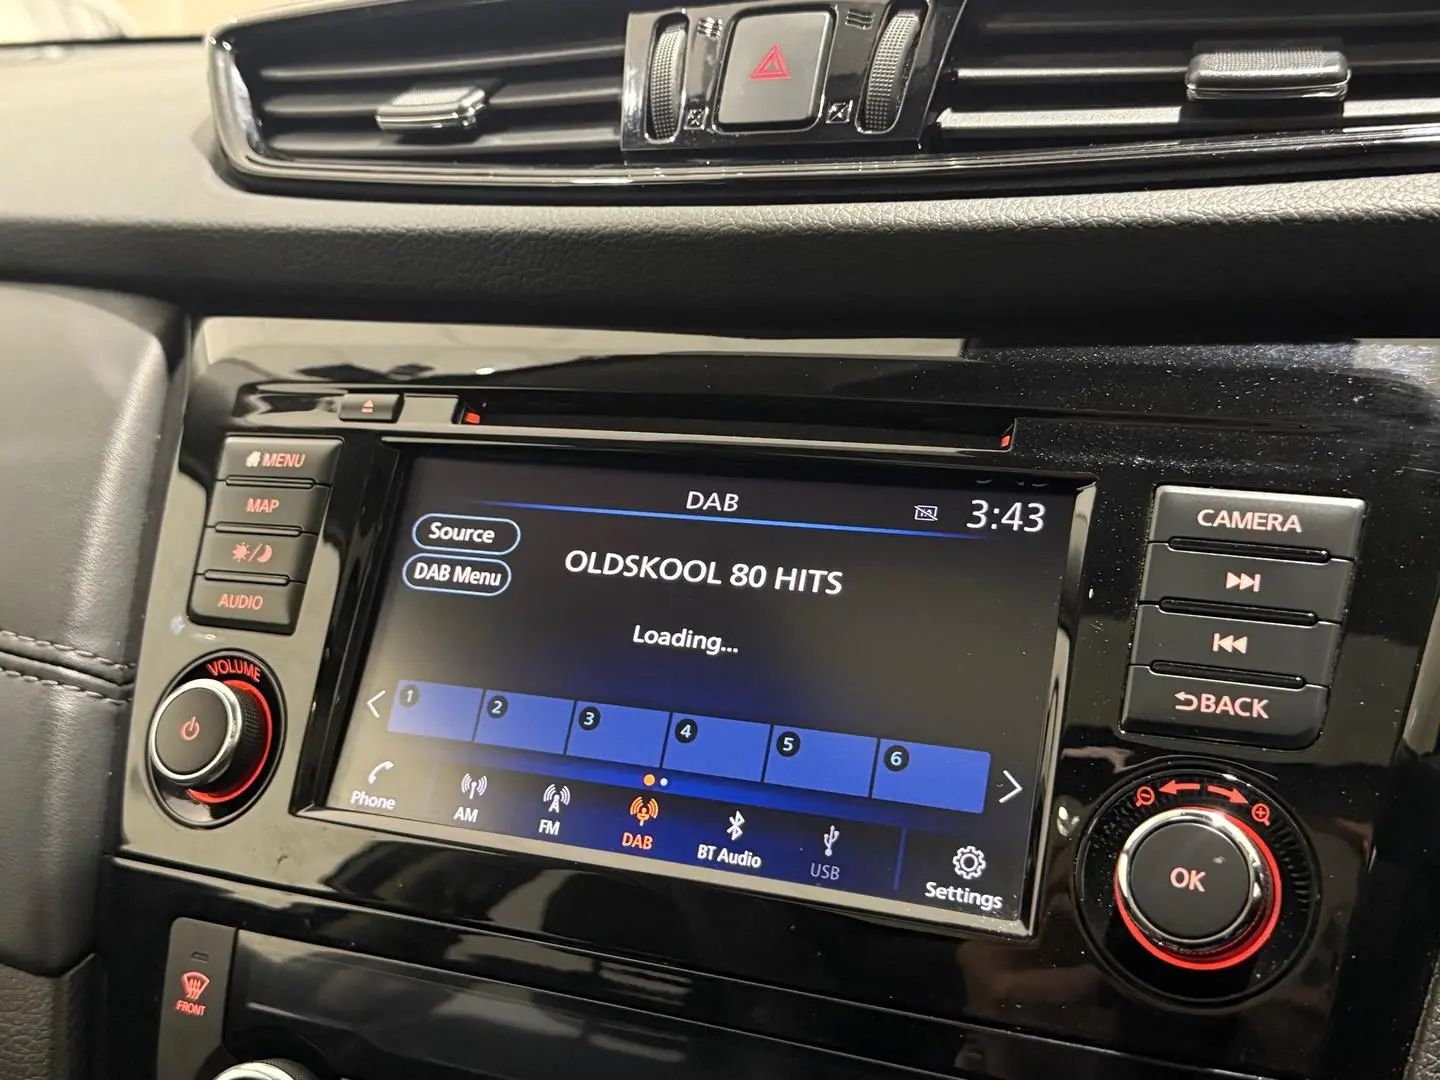 MENU
MAP
AUDIO
VOLUME
FRONT
DAB
3:43
Source
DAB Menu
OLDSKOOL 80 HITS
Loading...
1
2
3
4
5
6
Phone
AM
FM
DAB
BT Audio
USB
Settings
CAMERA
BACK
OK